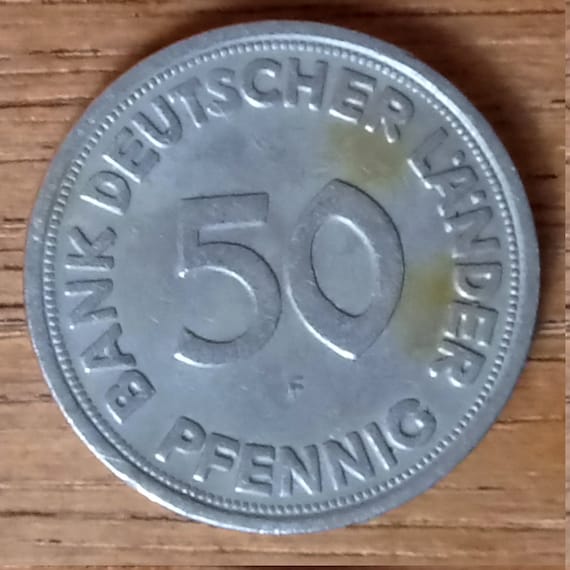 BANK DEUTSCHER LÄNDER
50
F
PFENNIG